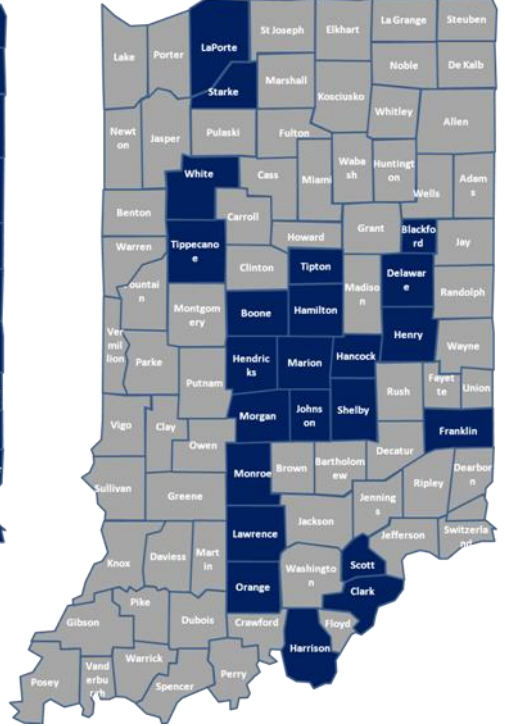 LaPorte
St Joseph
Elkhart
La Grange
Steuben
Lake
Porter
Starke
Marshall
Noble
De Kalb
Kosciusko
Whitley
Allen
Newt
on
Jasper
Pulaski
Fulton
White
Cass
Miami
Waba
sh
Huntingt
on
Wells
Adam
s
Benton
Carroll
Warren
Tippecano
e
Howard
Grant
Blackfo
rd
Jay
Clinton
Tipton
Delawar
e
Randolph
ountai
n
Montgom
ery
Boone
Hamilton
Madiso
n
Henry
Ver
mil
lion
Parke
Putnam
Hendric
ks
Marion
Hancock
Wayne
Rush
Fayet
te
Union
Vigo
Clay
Owen
Morgan
Johns
on
Shelby
Franklin
Decatur
Sullivan
Greene
Monroe
Brown
Bartholom
ew
Jenning
s
Ripley
Dearbor
n
Knox
Daviess
Mart
in
Lawrence
Jackson
Jefferson
Switzerla
nd
Orange
Washingto
n
Scott
Clark
Gibson
Pike
Dubois
Crawford
Floyd
Harrison
Posey
Vand
erbu
rgh
Warrick
Spencer
Perry